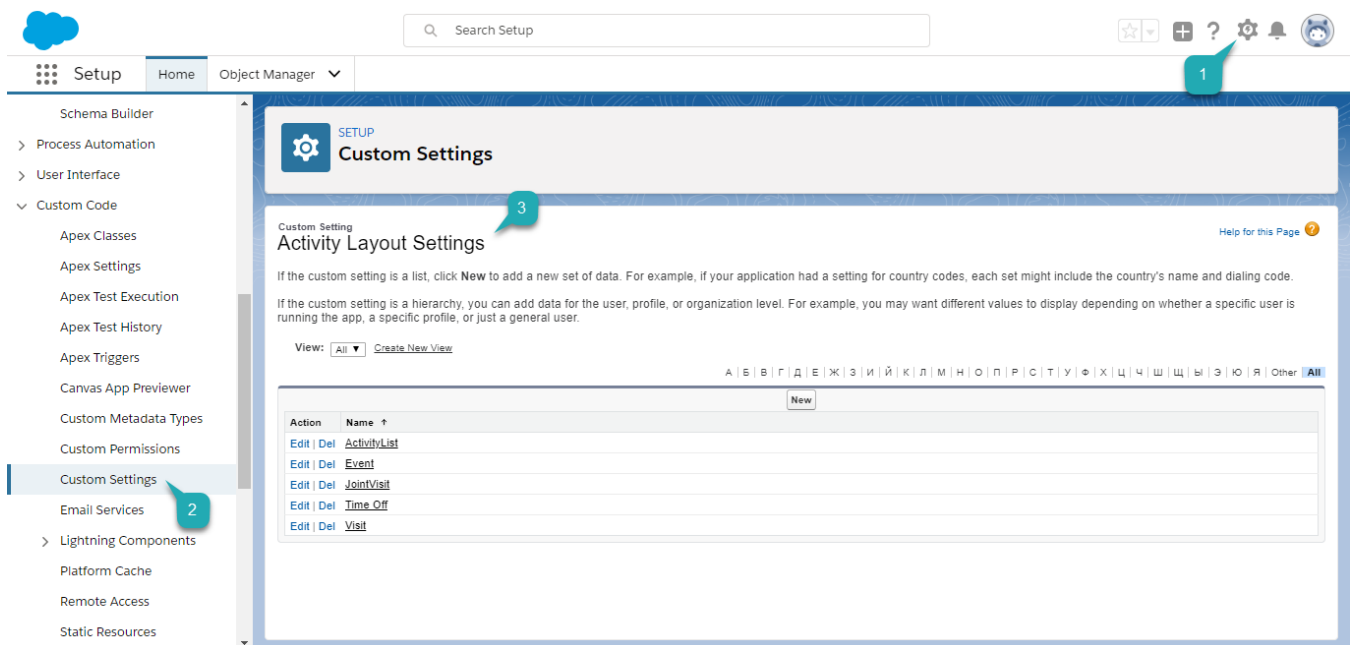 Search Setup
1
Setup
Home
Object Manager
Schema Builder
Process Automation
User Interface
Custom Code
Apex Classes
Apex Settings
Apex Test Execution
Apex Test History
Apex Triggers
Canvas App Previewer
Custom Metadata Types
Custom Permissions
Custom Settings
2
Email Services
Lightning Components
Platform Cache
Remote Access
Static Resources
SETUP
Custom Settings
3
Custom Setting
Activity Layout Settings
Help for this Page ?
If the custom setting is a list, click New to add a new set of data. For example, if your application had a setting for country codes, each set might include the country's name and dialing code.
If the custom setting is a hierarchy, you can add data for the user, profile, or organization level. For example, you may want different values to display depending on whether a specific user is
running the app, a specific profile, or just a general user.
View: All ▼ Create New View
А | Б | В | Г | Д | Е | Ж | З | И | Й | К | Л | М | Н | О | П | Р | С | Т | У | Ф | Х | Ц | Ч | Ш | Щ | Ы | Э | Ю | Я | Other All
New
Action Name ↑
Edit | Del ActivityList
Edit | Del Event
Edit | Del JointVisit
Edit | Del Time Off
Edit | Del Visit